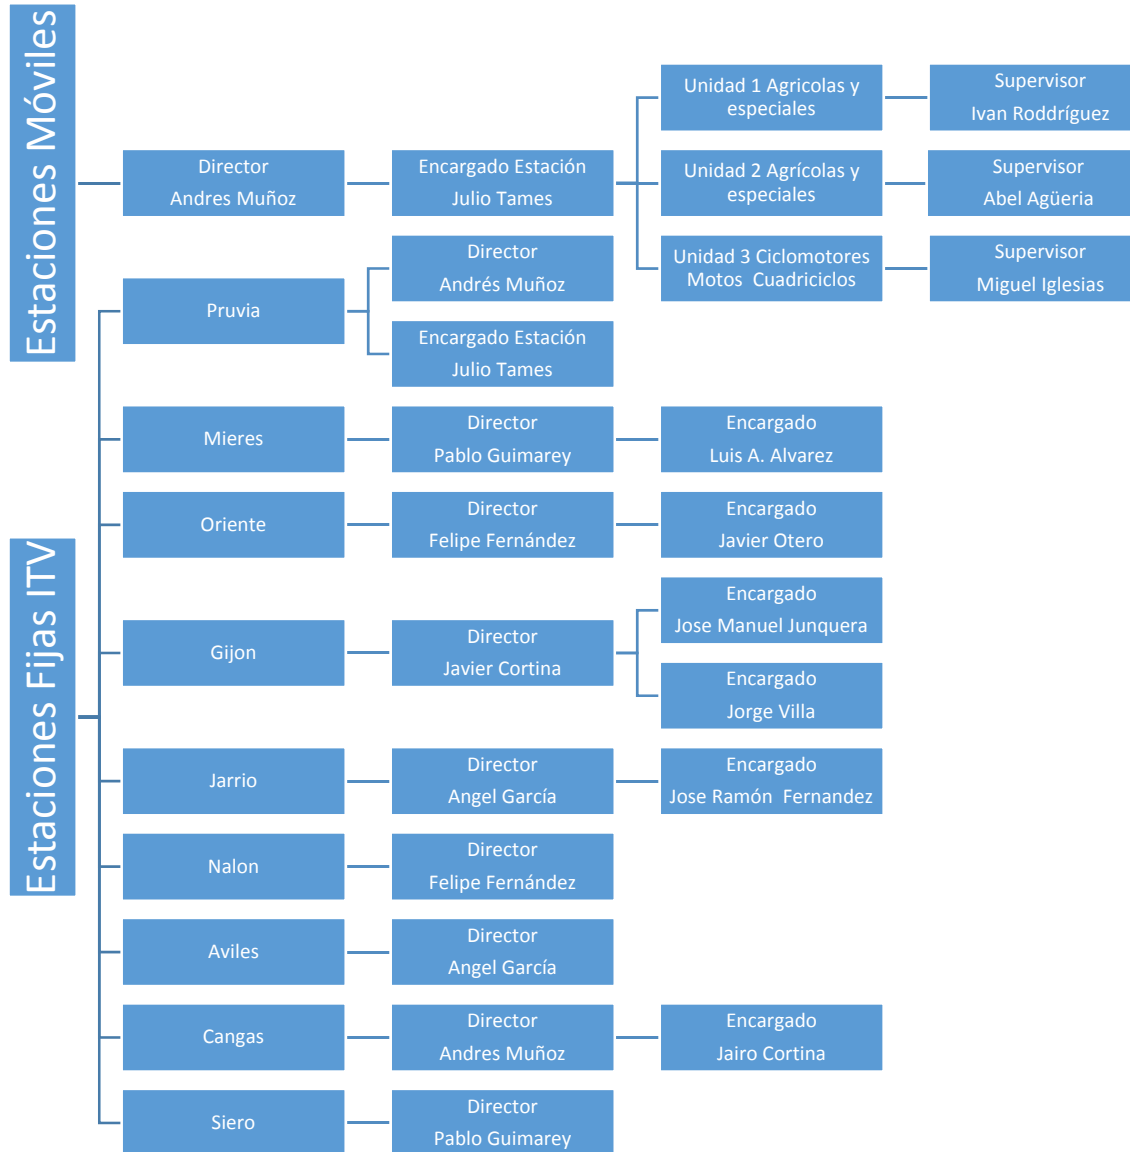 Estaciones Móviles
Director
Andres Muñoz
Encargado Estación
Julio Tames
Unidad 1 Agricolas y
especiales
Supervisor
Ivan Roddríguez
Unidad 2 Agrícolas y
especiales
Supervisor
Abel Agüeria
Unidad 3 Ciclomotores
Motos Cuadriciclos
Supervisor
Miguel Iglesias
Estaciones Fijas ITV
Pruvia
Director
Andrés Muñoz
Encargado Estación
Julio Tames
Mieres
Director
Pablo Guimarey
Encargado
Luis A. Alvarez
Oriente
Director
Felipe Fernández
Encargado
Javier Otero
Gijon
Director
Javier Cortina
Encargado
Jose Manuel Junquera
Encargado
Jorge Villa
Jarrio
Director
Angel García
Encargado
Jose Ramón Fernandez
Nalon
Director
Felipe Fernández
Aviles
Director
Angel García
Cangas
Director
Andres Muñoz
Encargado
Jairo Cortina
Siero
Director
Pablo Guimarey